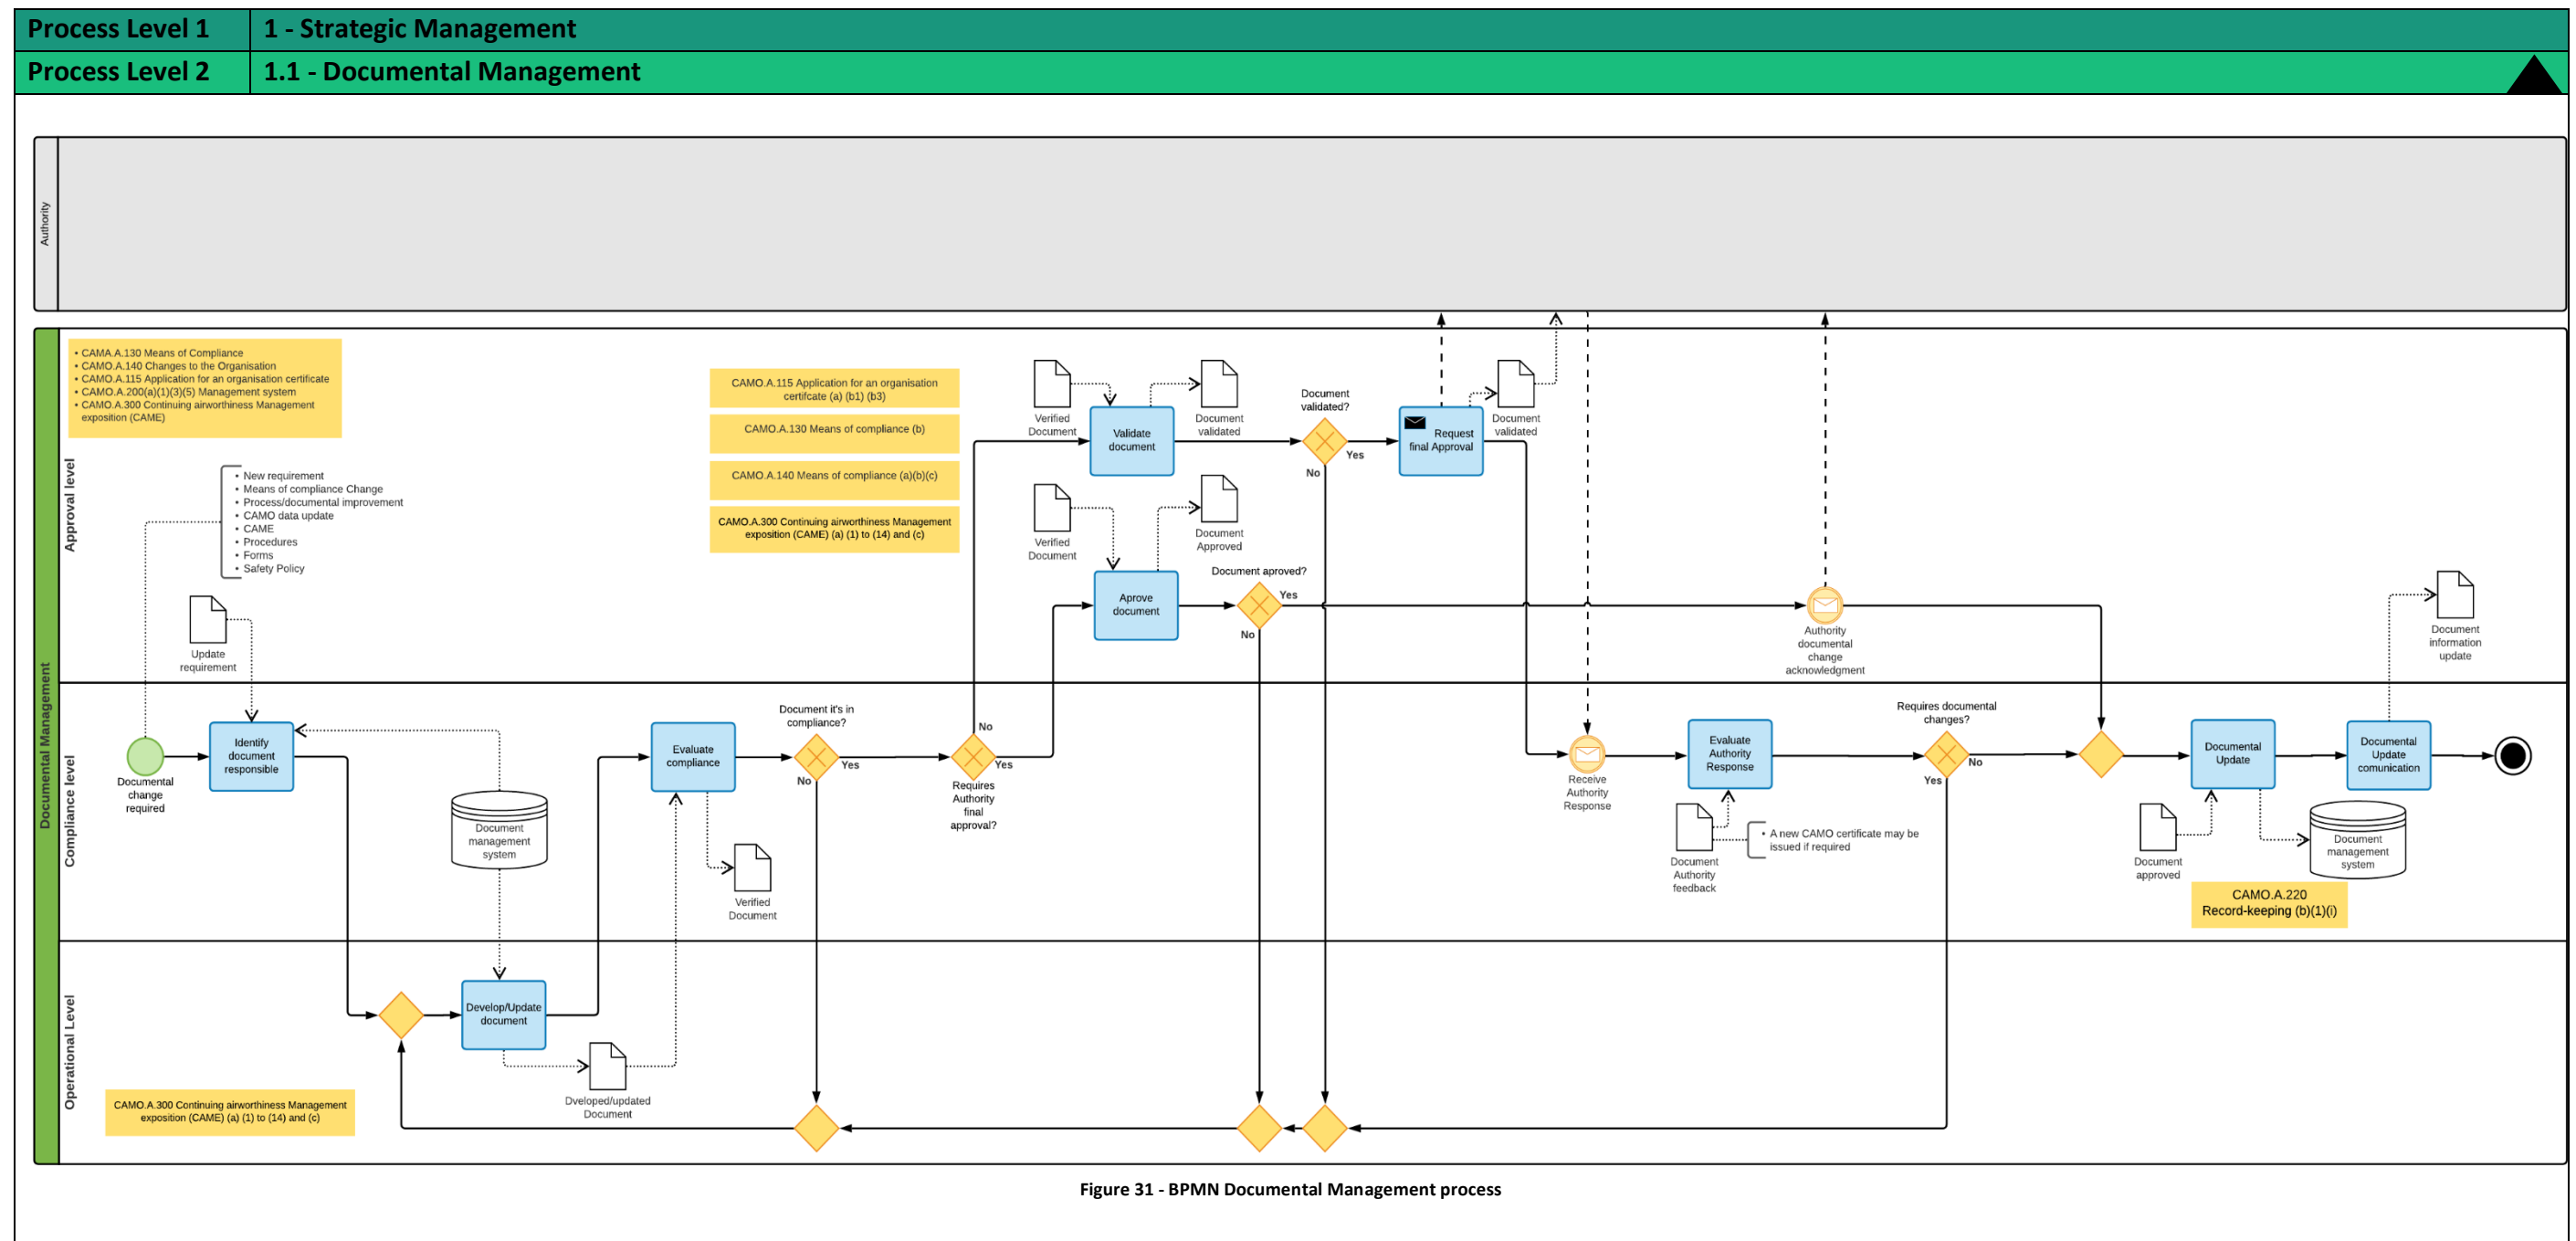 Process Level 1
1 - Strategic Management
Process Level 2
1.1 - Documental Management
Authority
Documental Management
Approval level
• CAMA.A.130 Means of Compliance
• CAMO.A.140 Changes to the Organisation
• CAMO.A.115 Application for an organisation certificate
• CAMO.A.200(a)(1)(3)(5) Management system
• CAMO.A.300 Continuing airworthiness Management
exposition (CAME)
• New requirement
• Means of compliance Change
• Process/documental improvement
• CAMO data update
• CAME
• Procedures
• Forms
• Safety Policy
Update
requirement
CAMO.A.115 Application for an organisation
certifcate (a) (b1) (b3)
CAMO.A.130 Means of compliance (b)
CAMO.A.140 Means of compliance (a)(b)(c)
CAMO.A.300 Continuing airworthiness Management
exposition (CAME) (a) (1) to (14) and (c)
Verified
Document
Validate
document
Document
validated
Document
validated?
Yes
No
Request
final Approval
Document
validated
Verified
Document
Aprove
document
Document
Approved
Document aproved?
Yes
No
Authority
documental
change
acknowledgment
Document
information
update
Compliance level
Documental
change
required
Identify
document
responsible
Document
management
system
Evaluate
compliance
Verified
Document
Document it's in
compliance?
Yes
No
No
Yes
Requires
Authority
final
approval?
Receive
Authority
Response
Evaluate
Authority
Response
Document
Authority
feedback
• A new CAMO certificate may be
issued if required
Requires documental
changes?
No
Yes
Documental
Update
Document
approved
Documental
Update
comunication
Document
management
system
CAMO.A.220
Record-keeping (b)(1)(i)
Operational Level
Develop/Update
document
Dveloped/updated
Document
CAMO.A.300 Continuing airworthiness Management
exposition (CAME) (a) (1) to (14) and (c)
Figure 31 - BPMN Documental Management process